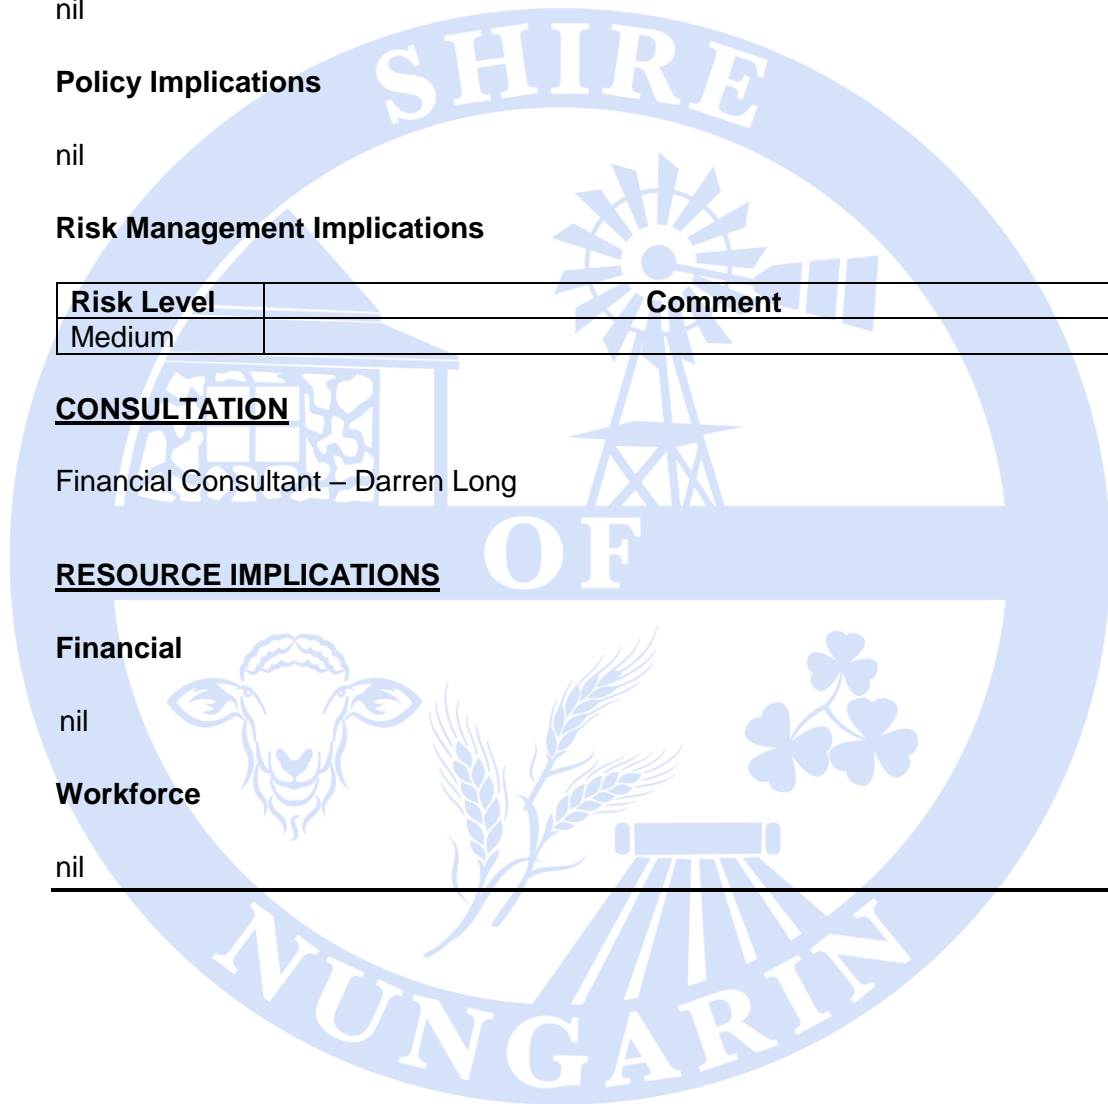 nil
Policy Implications
nil
Risk Management Implications
Risk Level Comment
Medium
CONSULTATION
Financial Consultant – Darren Long
RESOURCE IMPLICATIONS
Financial
nil
Workforce
nil
SHIRE
OF
NUNGARIN